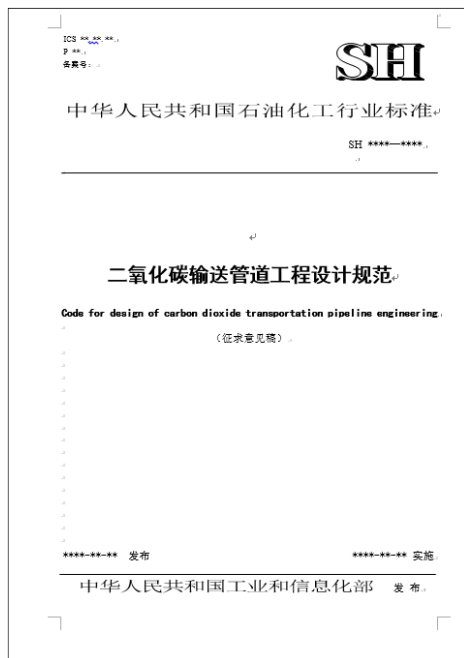 ICS **.**.**
P **
备案号：
SH
中华人民共和国石油化工行业标准
SH ****—****
二氧化碳输送管道工程设计规范
Code for design of carbon dioxide transportation pipeline engineering
（征求意见稿）
****-**-** 发布 ****-**-** 实施
中华人民共和国工业和信息化部 发 布